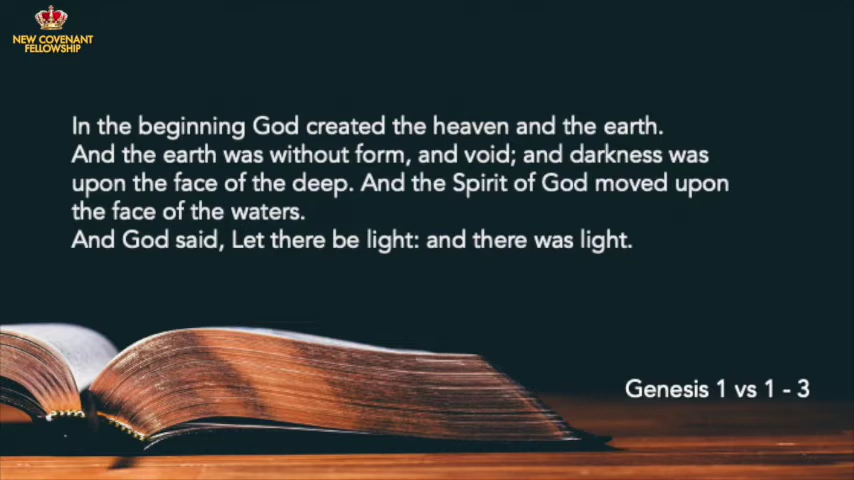 NEW COVENANT
FELLOWSHIP
In the beginning God created the heaven and the earth.
And the earth was without form, and void; and darkness was
upon the face of the deep. And the Spirit of God moved upon
the face of the waters.
And God said, Let there be light: and there was light.
Genesis 1 vs 1 - 3